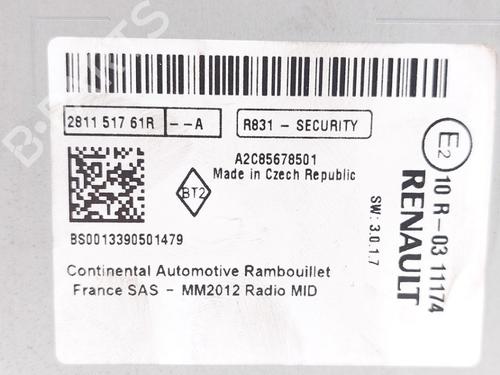 2811 517 61R --A R831 - SECURITY
A2C85678501
Made in Czech Republic
BT2
BS0013390501479
Continental Automotive Rambouillet
France SAS - MM2012 Radio MID
E2
10 R-03 11174
RENAULT
SW: 3.0.1.7
B-PARTS